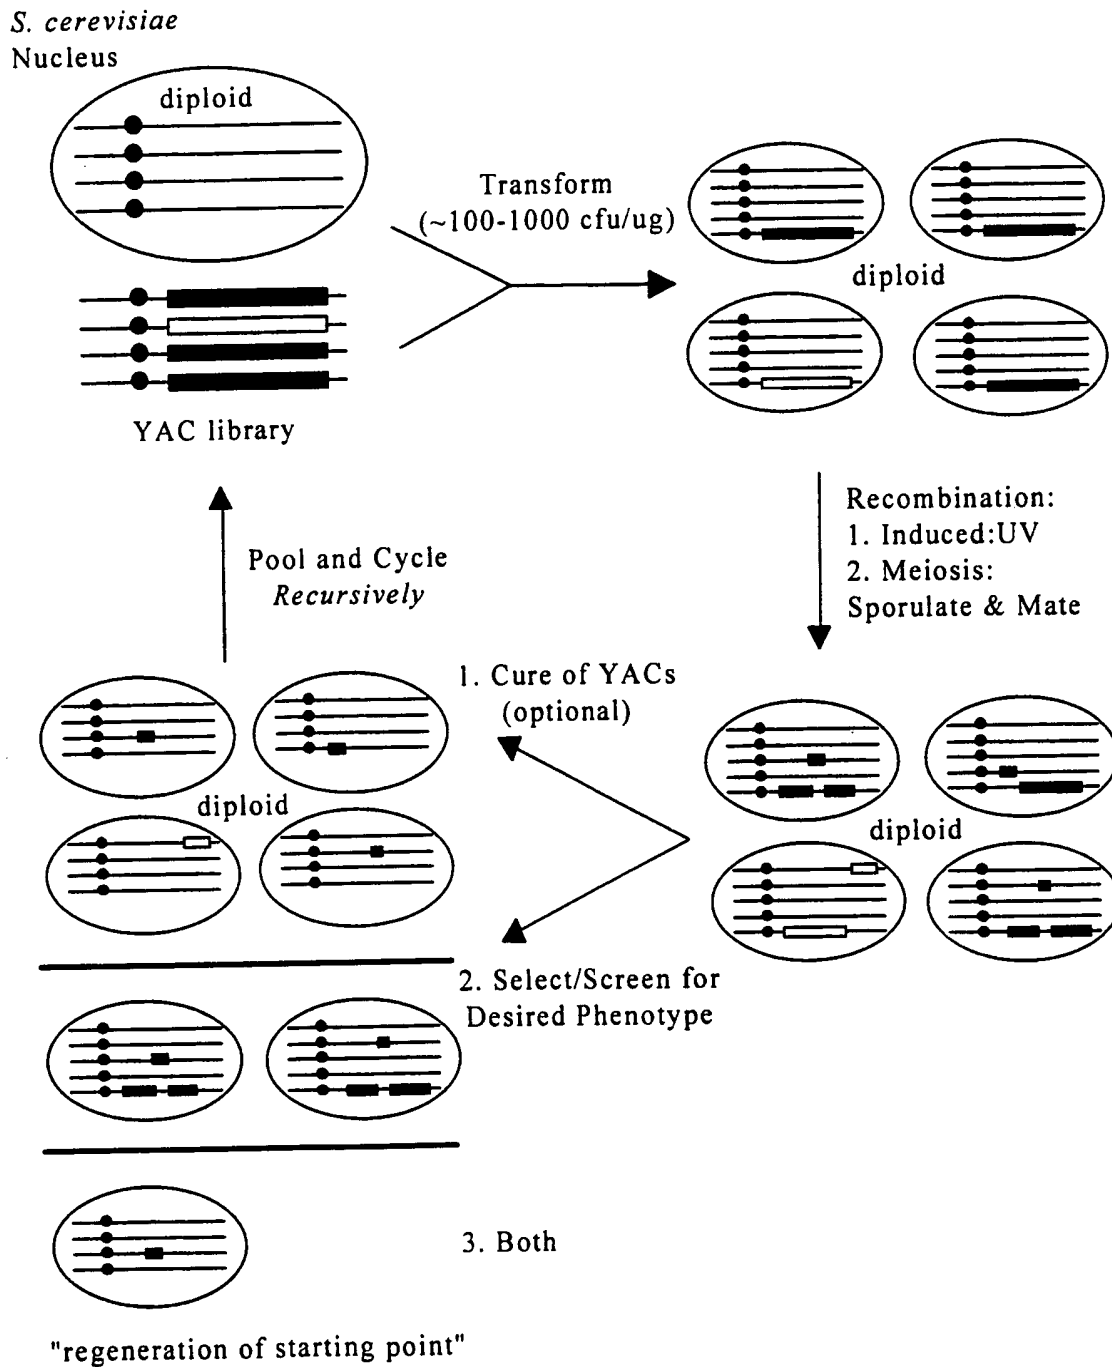 S. cerevisiae
Nucleus
diploid
YAC library
Transform
(~100-1000 cfu/ug)
diploid
Recombination:
1. Induced:UV
2. Meiosis:
Sporulate & Mate
diploid
1. Cure of YACs
(optional)
2. Select/Screen for
Desired Phenotype
3. Both
Pool and Cycle
Recursively
diploid
"regeneration of starting point"